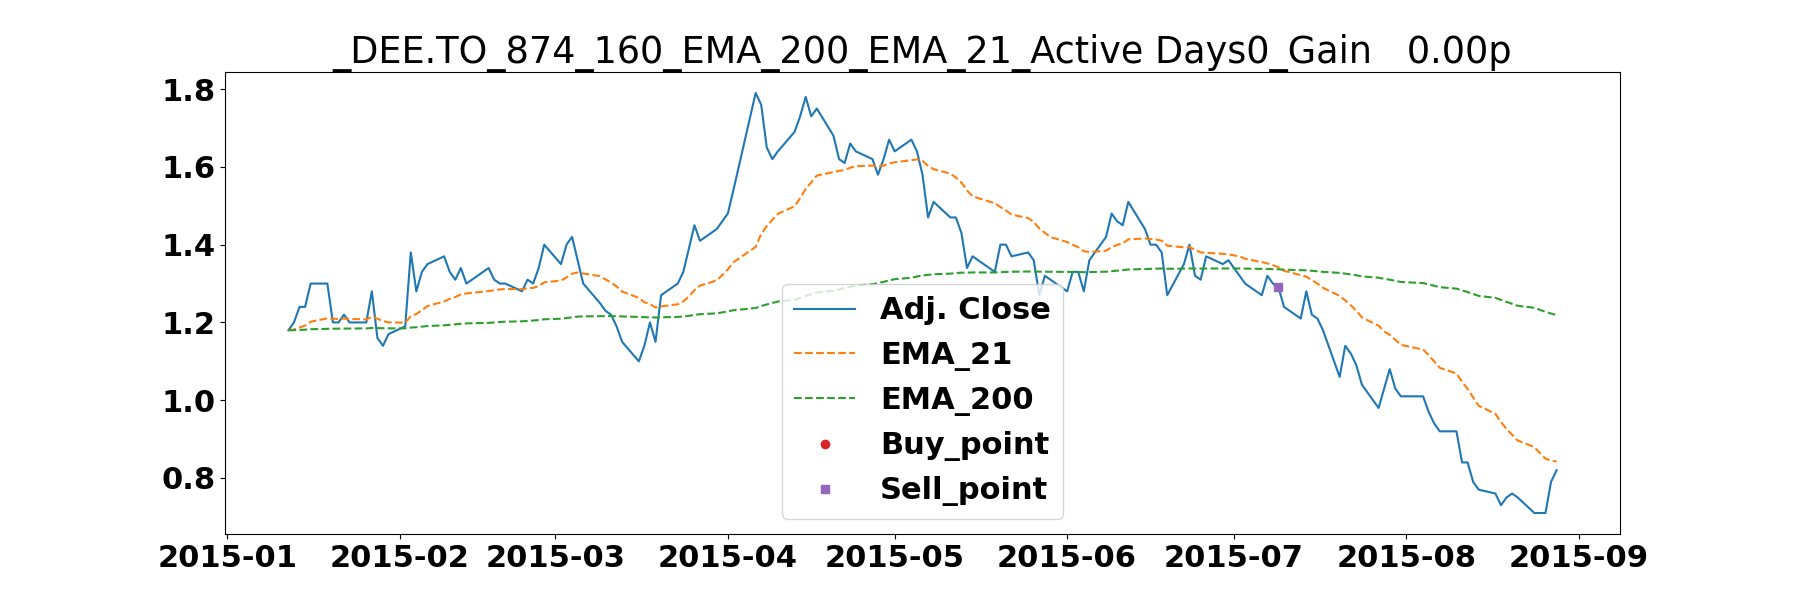 _DEE.TO_874_160_EMA_200_EMA_21_Active Days0_Gain   0.00p
1.8
1.6
1.4
1.2
1.0
0.8
Adj. Close
EMA_21
EMA_200
Buy_point
Sell_point
2015-01 2015-02 2015-03 2015-04 2015-05 2015-06 2015-07 2015-08 2015-09